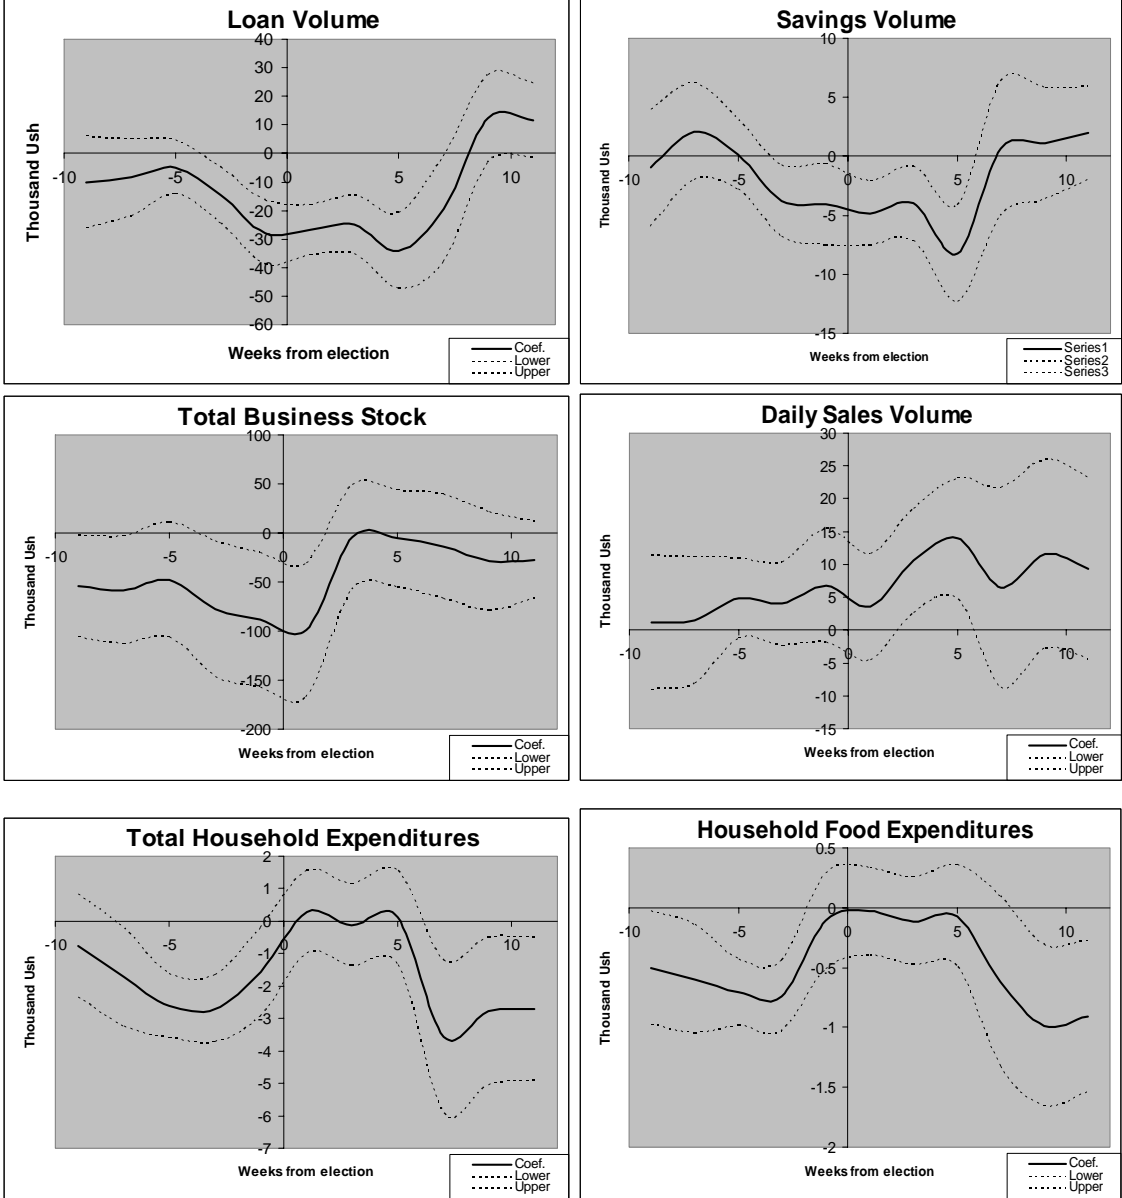 Loan Volume
40
30
20
10
0
-10
-20
-30
-40
-50
-60
-10
-5
0
5
10
Thousand Ush
Weeks from election
Coef.
Lower
Upper
Savings Volume
10
5
0
-5
-10
-15
-10
-5
0
5
10
Thousand Ush
Weeks from election
Series1
Series2
Series3
Total Business Stock
100
50
0
-50
-100
-150
-200
-10
-5
0
5
10
Thousand Ush
Weeks from election
Coef.
Lower
Upper
Daily Sales Volume
30
25
20
15
10
5
0
-5
-10
-15
-10
-5
0
5
10
Thousand Ush
Weeks from election
Coef.
Lower
Upper
Total Household Expenditures
2
1
0
-1
-2
-3
-4
-5
-6
-7
-10
-5
0
5
10
Thousand Ush
Weeks from election
Coef.
Lower
Upper
Household Food Expenditures
0.5
0
-0.5
-1
-1.5
-2
-10
-5
0
5
10
Thousand Ush
Weeks from election
Coef.
Lower
Upper